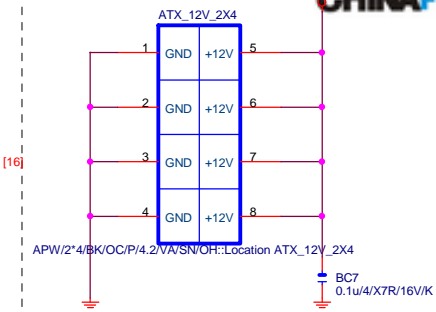 CHINAF
ATX_12V_2X4
1 GND +12V 5
2 GND +12V 6
3 GND +12V 7
4 GND +12V 8
[16]
APW/2*4/BK/OC/P/4.2/VA/SN/OH::Location ATX_12V_2X4
BC7
0.1u/4/X7R/16V/K